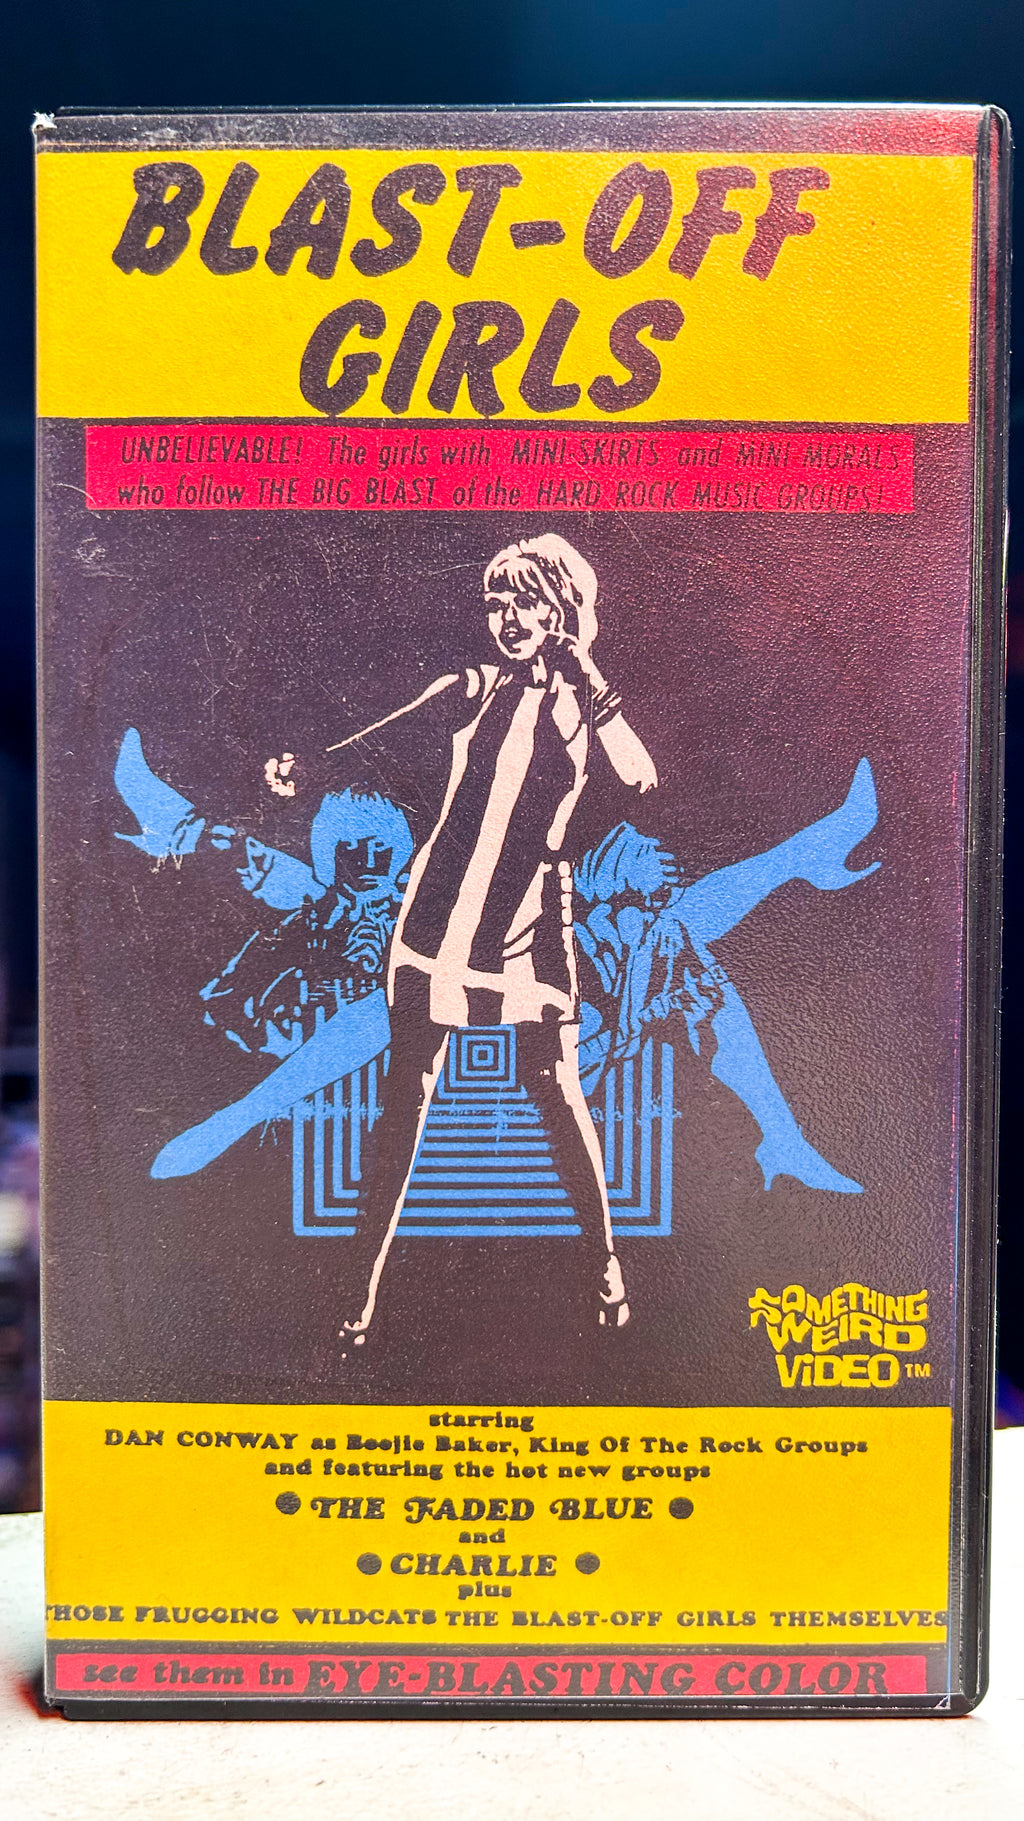 BLAST-OFF
GIRLS
UNBELIEVABLE! The girls with MINI-SKIRTS and MINI MORALS
who follow THE BIG BLAST of the HARD ROCK MUSIC GROUPS!
SOMETHING
WEIRD
ViDEO™
starring
DAN CONWAY as Boojie Baker, King Of The Rock Groups
and featuring the hot new groups
● THE FADED BLUE ●
and
● CHARLIE ●
plus
THOSE FRUGGING WILDCATS THE BLAST-OFF GIRLS THEMSELVES
see them in EYE-BLASTING COLOR